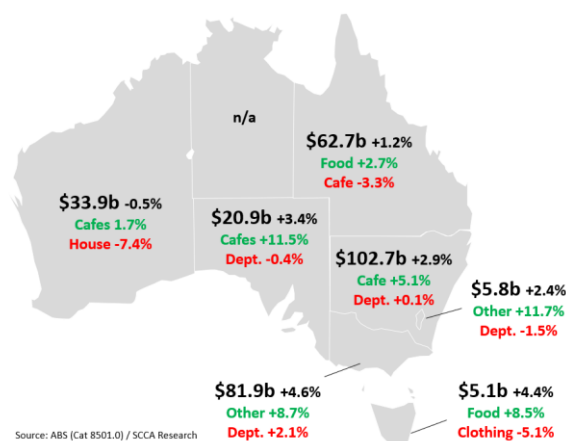 n/a
$62.7b +1.2%
Food +2.7%
Cafe -3.3%
$33.9b -0.5%
Cafes 1.7%
House -7.4%
$20.9b +3.4%
Cafes +11.5%
Dept. -0.4%
$102.7b +2.9%
Cafe +5.1%
Dept. +0.1%
$5.8b +2.4%
Other +11.7%
Dept. -1.5%
$81.9b +4.6%
Other +8.7%
Dept. +2.1%
$5.1b +4.4%
Food +8.5%
Clothing -5.1%
Source: ABS (Cat 8501.0) / SCCA Research